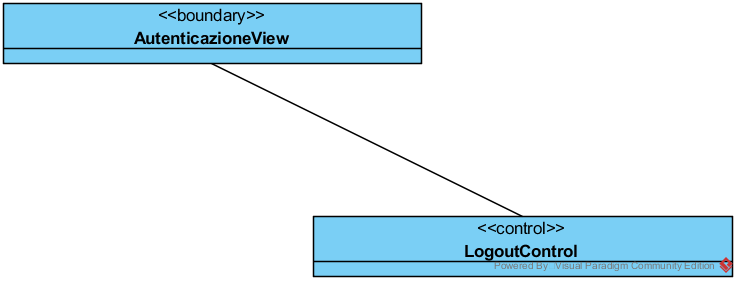 <<boundary>>
AutenticazioneView
<<control>>
LogoutControl
Powered By Visual Paradigm Community Edition